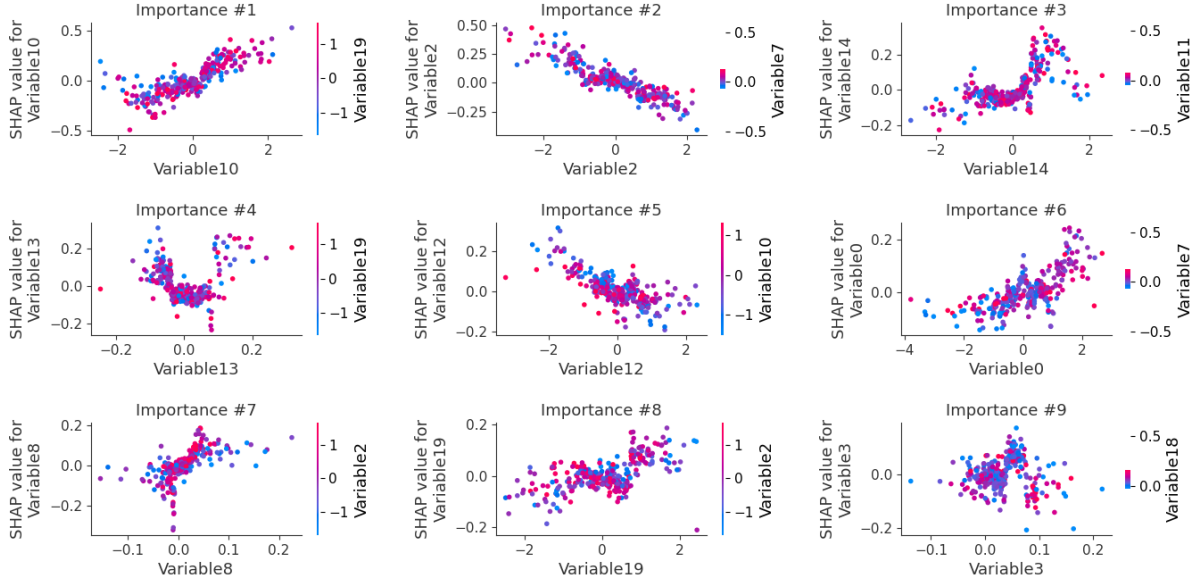 Importance #1
SHAP value for
Variable10
0.5
0.0
−0.5
−2
0
2
Variable10
1
0
−1
Variable19
Importance #2
SHAP value for
Variable2
0.50
0.25
0.00
−0.25
−2
0
2
Variable2
0.5
0.0
−0.5
Variable7
Importance #3
SHAP value for
Variable14
0.2
0.0
−0.2
−2
0
2
Variable14
0.5
0.0
−0.5
Variable11
Importance #4
SHAP value for
Variable13
0.2
0.0
−0.2
−0.2
0.0
0.2
Variable13
1
0
−1
Variable19
Importance #5
SHAP value for
Variable12
0.2
0.0
−0.2
−2
0
2
Variable12
1
0
−1
Variable10
Importance #6
SHAP value for
Variable0
0.2
0.0
−4
−2
0
2
Variable0
0.5
0.0
−0.5
Variable7
Importance #7
SHAP value for
Variable8
0.2
0.0
−0.2
−0.1
0.0
0.1
0.2
Variable8
1
0
−1
Variable2
Importance #8
SHAP value for
Variable19
0.2
0.0
−0.2
−2
0
2
Variable19
1
0
−1
Variable2
Importance #9
SHAP value for
Variable3
0.0
−0.2
−0.1
0.0
0.1
0.2
Variable3
0.5
0.0
Variable18